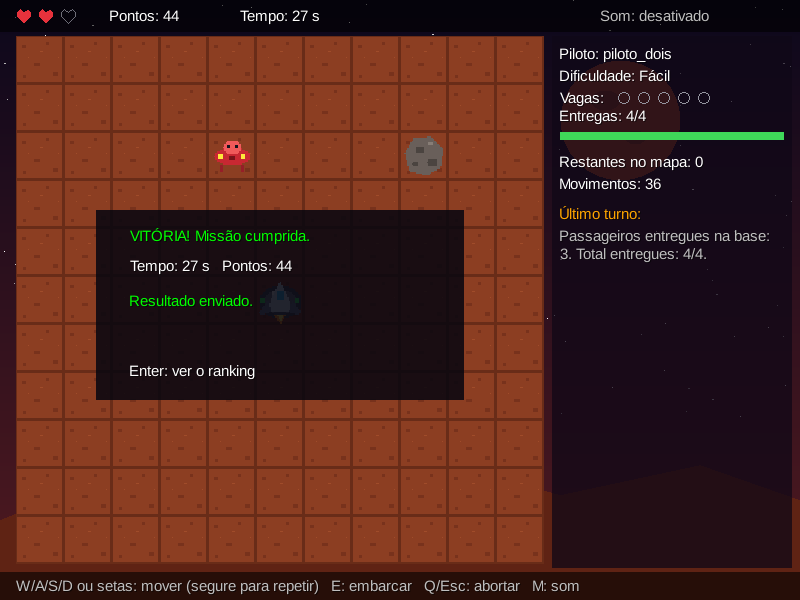 Pontos: 44
Tempo: 27 s
Som: desativado
Piloto: piloto_dois
Dificuldade: Fácil
Vagas:
Entregas: 4/4
Restantes no mapa: 0
Movimentos: 36
Último turno:
Passageiros entregues na base:
3. Total entregues: 4/4.
VITÓRIA! Missão cumprida.
Tempo: 27 s   Pontos: 44
Resultado enviado.
Enter: ver o ranking
W/A/S/D ou setas: mover (segure para repetir)   E: embarcar   Q/Esc: abortar   M: som